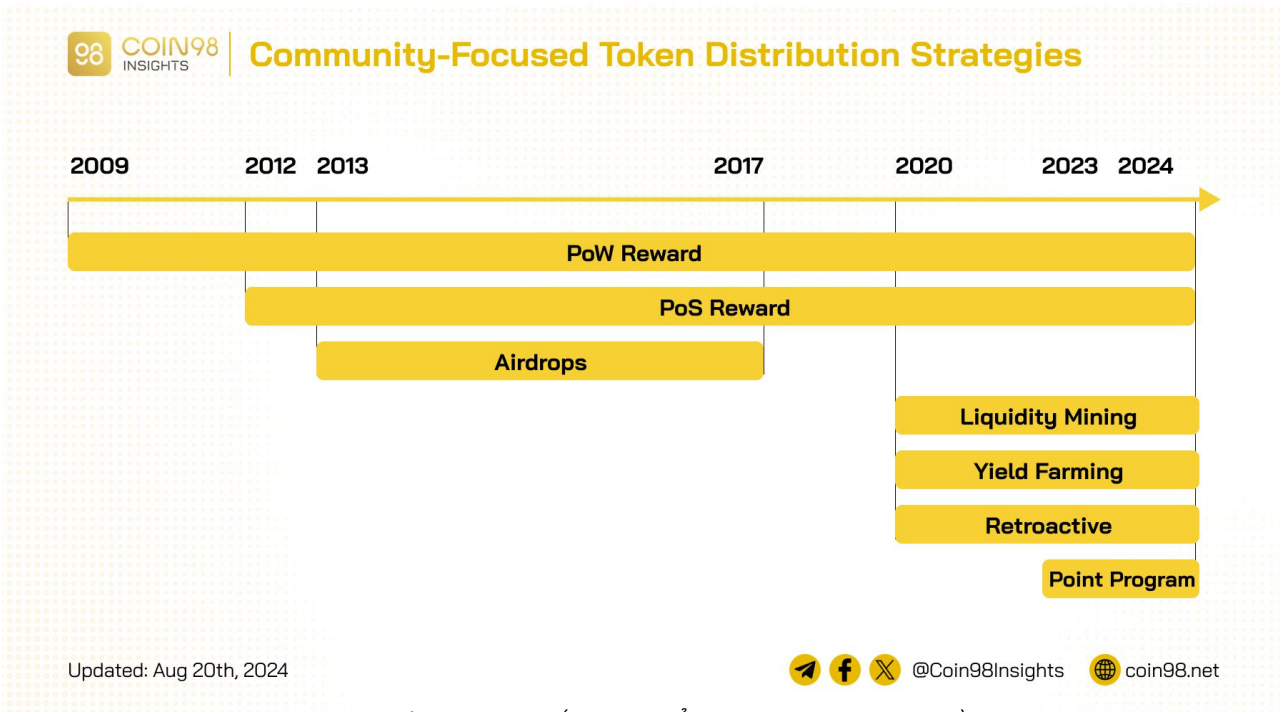 98 COIN98 INSIGHTS
Community-Focused Token Distribution Strategies
2009 2012 2013 2017 2020 2023 2024
PoW Reward
PoS Reward
Airdrops
Liquidity Mining
Yield Farming
Retroactive
Point Program
Updated: Aug 20th, 2024
@Coin98Insights coin98.net